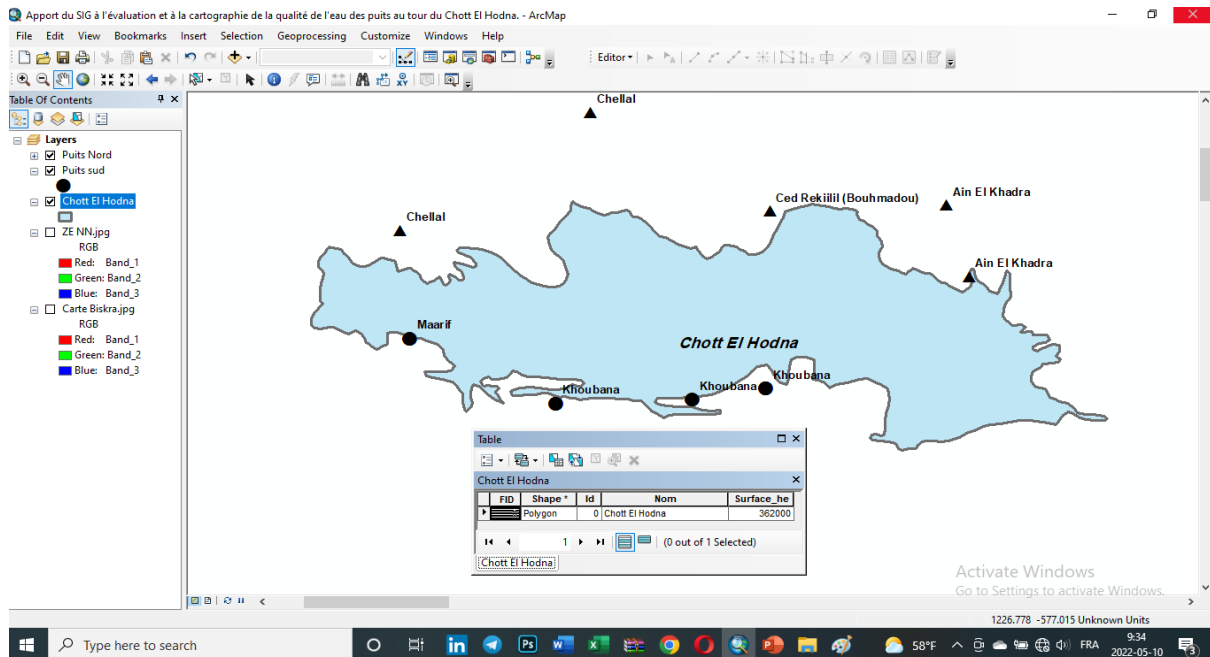 Apport du SIG à l'évaluation et à la cartographie de la qualité de l'eau des puits au tour du Chott El Hodna. - ArcMap
File Edit View Bookmarks Insert Selection Geoprocessing Customize Windows Help
Editor
Table Of Contents
Layers
Puits Nord
Puits sud
Chott El Hodna
ZE NN.jpg
RGB
Red: Band_1
Green: Band_2
Blue: Band_3
Carte Biskra.jpg
RGB
Red: Band_1
Green: Band_2
Blue: Band_3
Chellal
Ain El Khadra
Ced Rekiilil (Bouhmadou)
Chellal
Ain El Khadra
Maarif
Chott El Hodna
Khoubana
Khoubana
Khoubana
Table
Chott El Hodna
FID Shape * Id Nom Surface_he
Polygon 0 Chott El Hodna 362000
1 (0 out of 1 Selected)
Chott El Hodna
Activate Windows
Go to Settings to activate Windows.
1226.778 -577.015 Unknown Units
Type here to search
in Ps 58°F FRA 9:34
2022-05-10 3